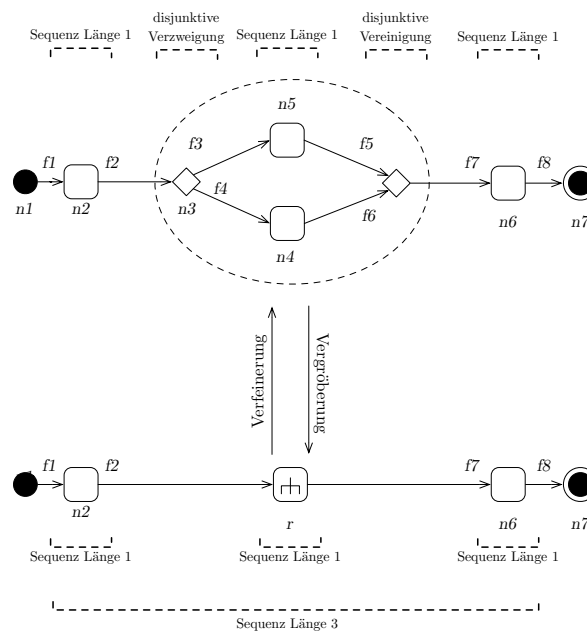 disjunktive
Verzweigung
disjunktive
Vereinigung
Sequenz Länge 1
Sequenz Länge 1
Sequenz Länge 1
n5
f3
f5
f1
f2
f4
f6
f7
f8
n1
n2
n3
n4
n6
n7
Verfeinerung
Vergröberung
f1
f2
f7
f8
n2
r
n6
n7
Sequenz Länge 1
Sequenz Länge 1
Sequenz Länge 1
Sequenz Länge 3